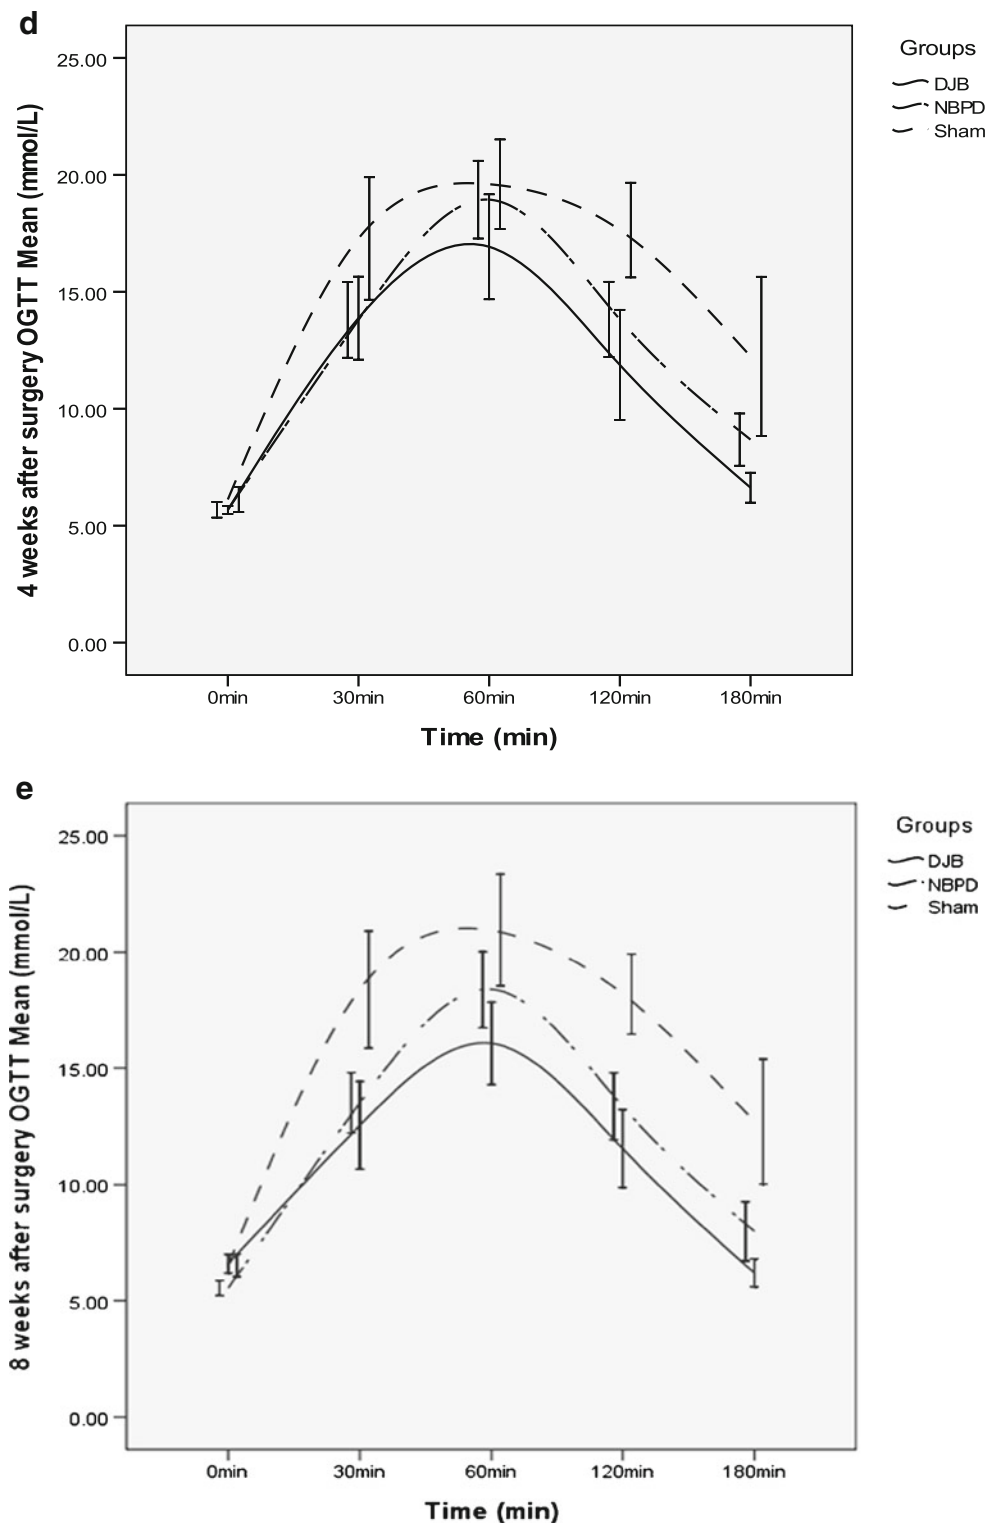 d
Groups
DJB
NBPD
Sham
4 weeks after surgery OGTT Mean (mmol/L)
25.00
20.00
15.00
10.00
5.00
0.00
0min 30min 60min 120min 180min
Time (min)
e
Groups
DJB
NBPD
Sham
8 weeks after surgery OGTT Mean (mmol/L)
25.00
20.00
15.00
10.00
5.00
0.00
0min 30min 60min 120min 180min
Time (min)